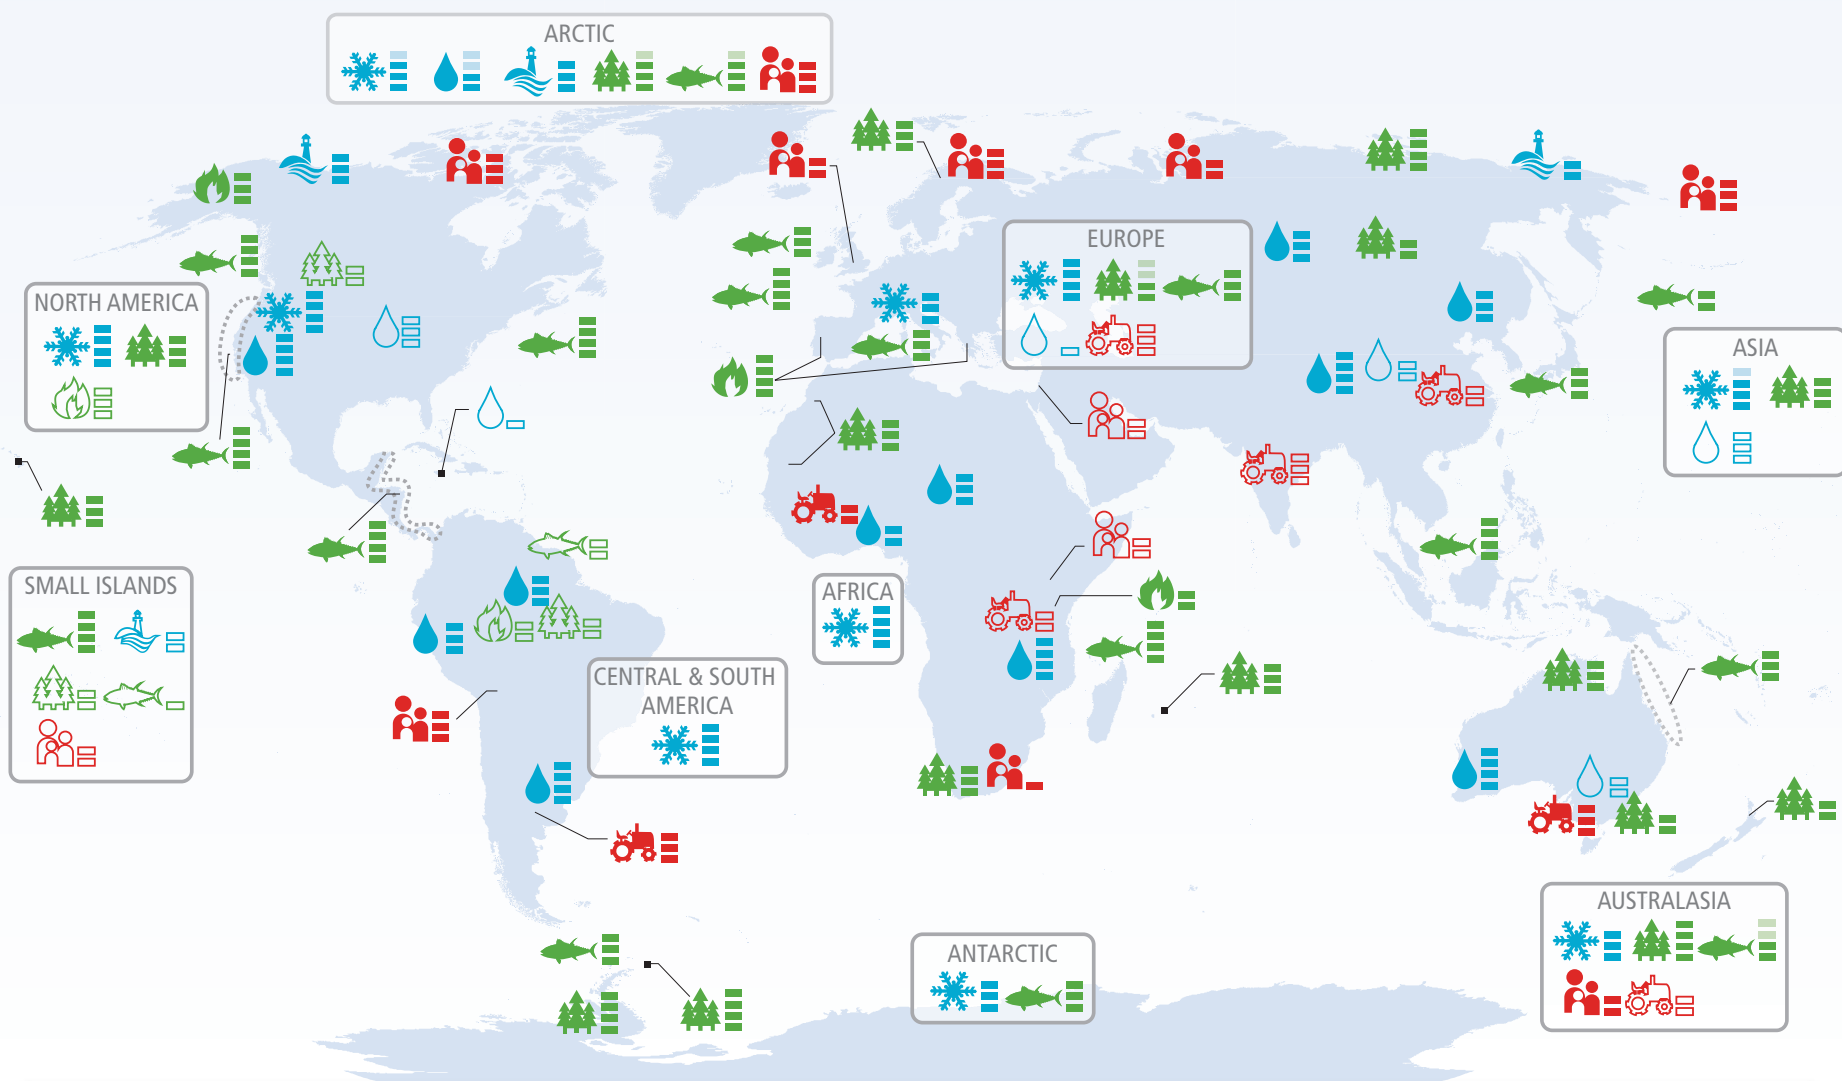 ARCTIC
EUROPE
NORTH AMERICA
ASIA
SMALL ISLANDS
AFRICA
CENTRAL & SOUTH
AMERICA
AUSTRALASIA
ANTARCTIC